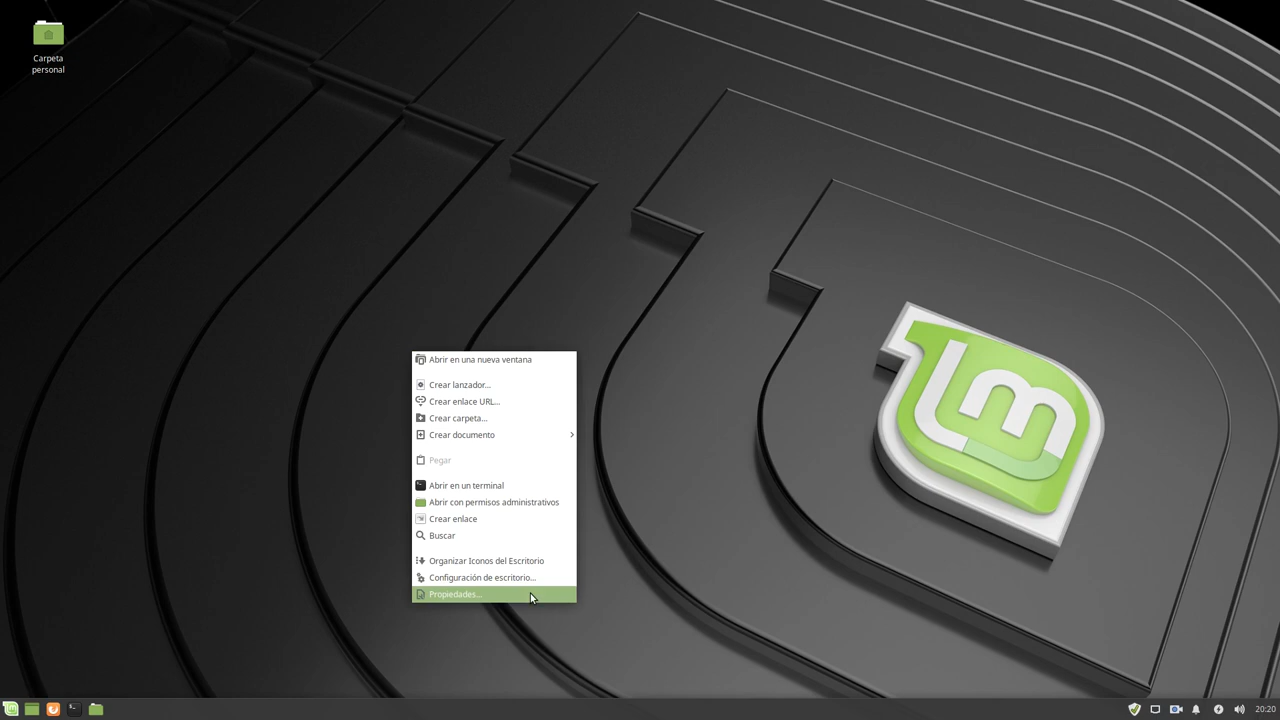 Carpeta
personal
Abrir en una nueva ventana
Crear lanzador...
Crear enlace URL...
Crear carpeta...
Crear documento
Pegar
Abrir en un terminal
Abrir con permisos administrativos
Crear enlace
Buscar
Organizar Iconos del Escritorio
Configuración de escritorio...
Propiedades...
20:20